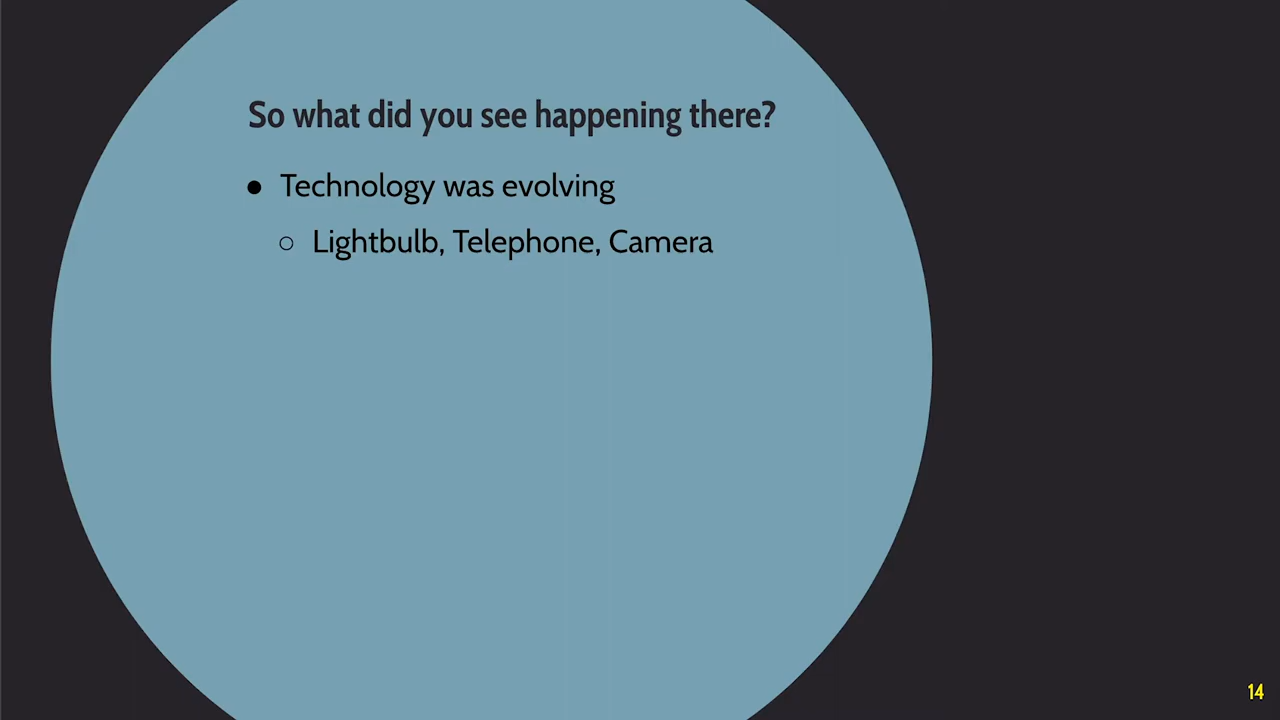 So what did you see happening there?
● Technology was evolving
○ Lightbulb, Telephone, Camera
14